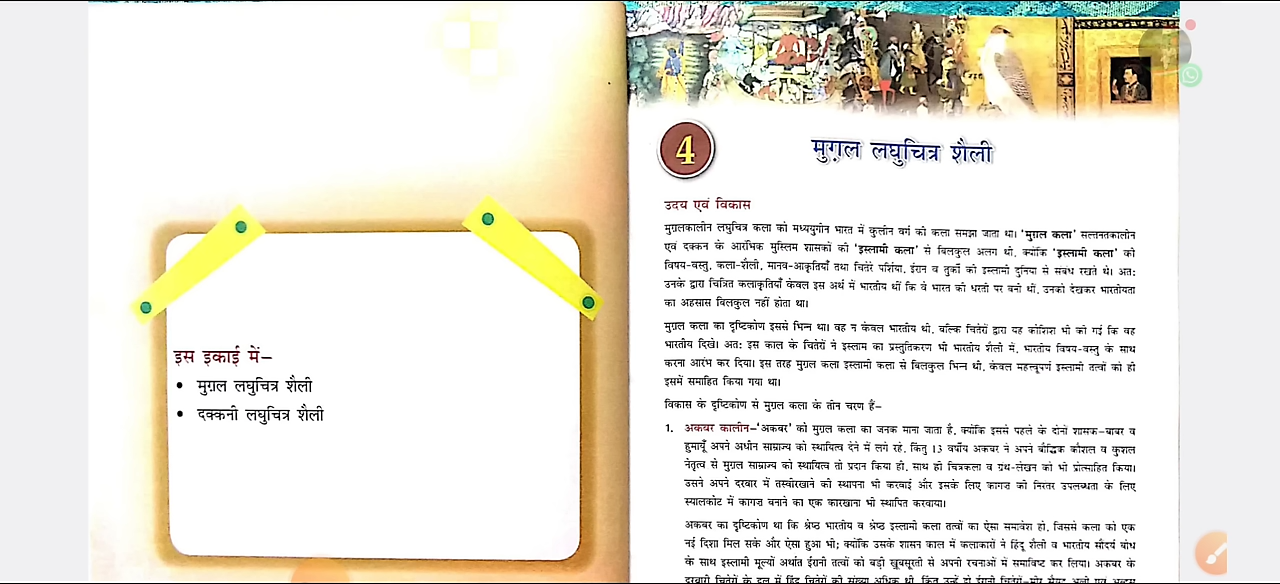 इस इकाई में–
• मुग़ल लघुचित्र शैली
• दक्कनी लघुचित्र शैली
4
मुग़ल लघुचित्र शैली
उदय एवं विकास
मुग़लकालीन लघुचित्र कला को मध्ययुगीन भारत में कुलीन वर्ग की कला समझा जाता था। 'मुग़ल कला' सल्तनतकालीन
एवं दक्कन के आरंभिक मुस्लिम शासकों की 'इस्लामी कला' से बिलकुल अलग थी, क्योंकि 'इस्लामी कला' की
विषय-वस्तु, कला-शैली, मानव-आकृतियाँ तथा चितेरे पर्शिया, ईरान व तुर्की की इस्लामी दुनिया से संबंध रखते थे। अतः
उनके द्वारा चित्रित कलाकृतियाँ केवल इस अर्थ में भारतीय थीं कि वे भारत की धरती पर बनी थीं, उनको देखकर भारतीयता
का अहसास बिलकुल नहीं होता था।
मुग़ल कला का दृष्टिकोण इससे भिन्न था। वह न केवल भारतीय थी, बल्कि चितेरों द्वारा यह कोशिश भी की गई कि वह
भारतीय दिखे। अतः इस काल के चितेरों ने इस्लाम का प्रस्तुतिकरण भी भारतीय शैली में, भारतीय विषय-वस्तु के साथ
करना आरंभ कर दिया। इस तरह मुग़ल कला इस्लामी कला से बिलकुल भिन्न थी, केवल महत्त्वपूर्ण इस्लामी तत्वों को ही
इसमें समाहित किया गया था।
विकास के दृष्टिकोण से मुग़ल कला के तीन चरण हैं–
1. अकबर कालीन–'अकबर' को मुग़ल कला का जनक माना जाता है, क्योंकि इससे पहले के दोनों शासक–बाबर व
हुमायूँ अपने अधीन साम्राज्य को स्थायित्व देने में लगे रहे, किंतु 13 वर्षीय अकबर ने अपने बौद्धिक कौशल व कुशल
नेतृत्व से मुग़ल साम्राज्य को स्थायित्व तो प्रदान किया ही, साथ ही चित्रकला व ग्रंथ-लेखन को भी प्रोत्साहित किया।
उसने अपने दरबार में तस्वीरखाने की स्थापना भी करवाई और इसके लिए कागज़ की निरंतर उपलब्धता के लिए
स्यालकोट में कागज़ बनाने का एक कारखाना भी स्थापित करवाया।
अकबर का दृष्टिकोण था कि श्रेष्ठ भारतीय व श्रेष्ठ इस्लामी कला तत्वों का ऐसा समावेश हो, जिससे कला को एक
नई दिशा मिल सके और ऐसा हुआ भी; क्योंकि उसके शासन काल में कलाकारों ने हिंदू शैली व भारतीय सौंदर्य बोध
के साथ इस्लामी मूल्यों अर्थात ईरानी तत्वों को बड़ी खूबसूरती से अपनी रचनाओं में समाविष्ट कर लिया। अकबर के
दरबारी चितेरों के दल में हिंदू चितेरों की संख्या अधिक थी, किंतु उन्हें दो ईरानी चितेरों–मीर सैयद अली एवं अब्दुस